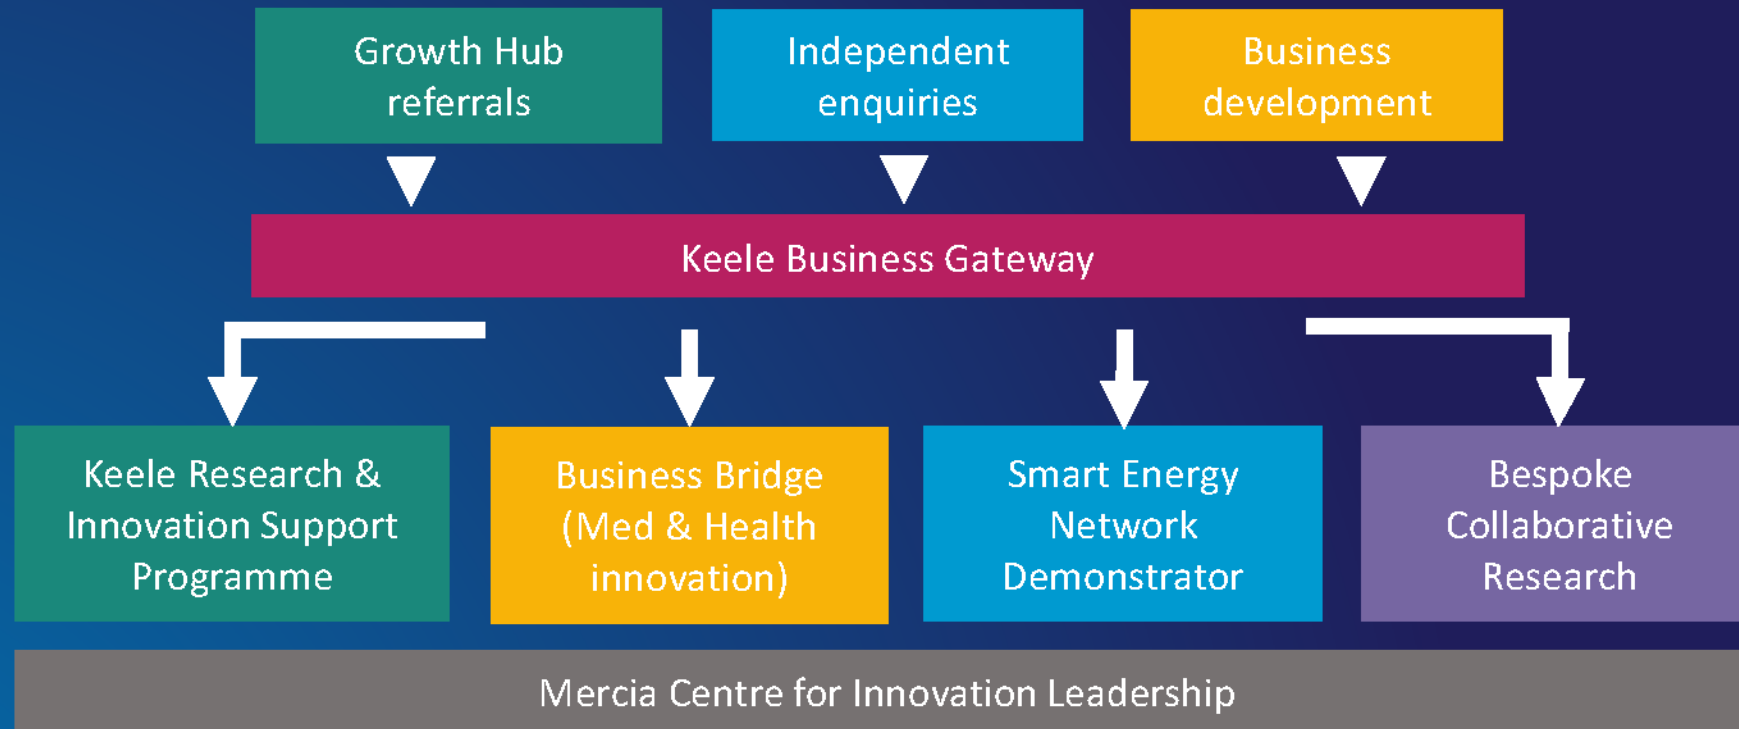 Growth Hub
referrals
Independent
enquiries
Business
development
Keele Business Gateway
Keele Research &
Innovation Support
Programme
Business Bridge
(Med & Health
innovation)
Smart Energy
Network
Demonstrator
Bespoke
Collaborative
Research
Mercia Centre for Innovation Leadership